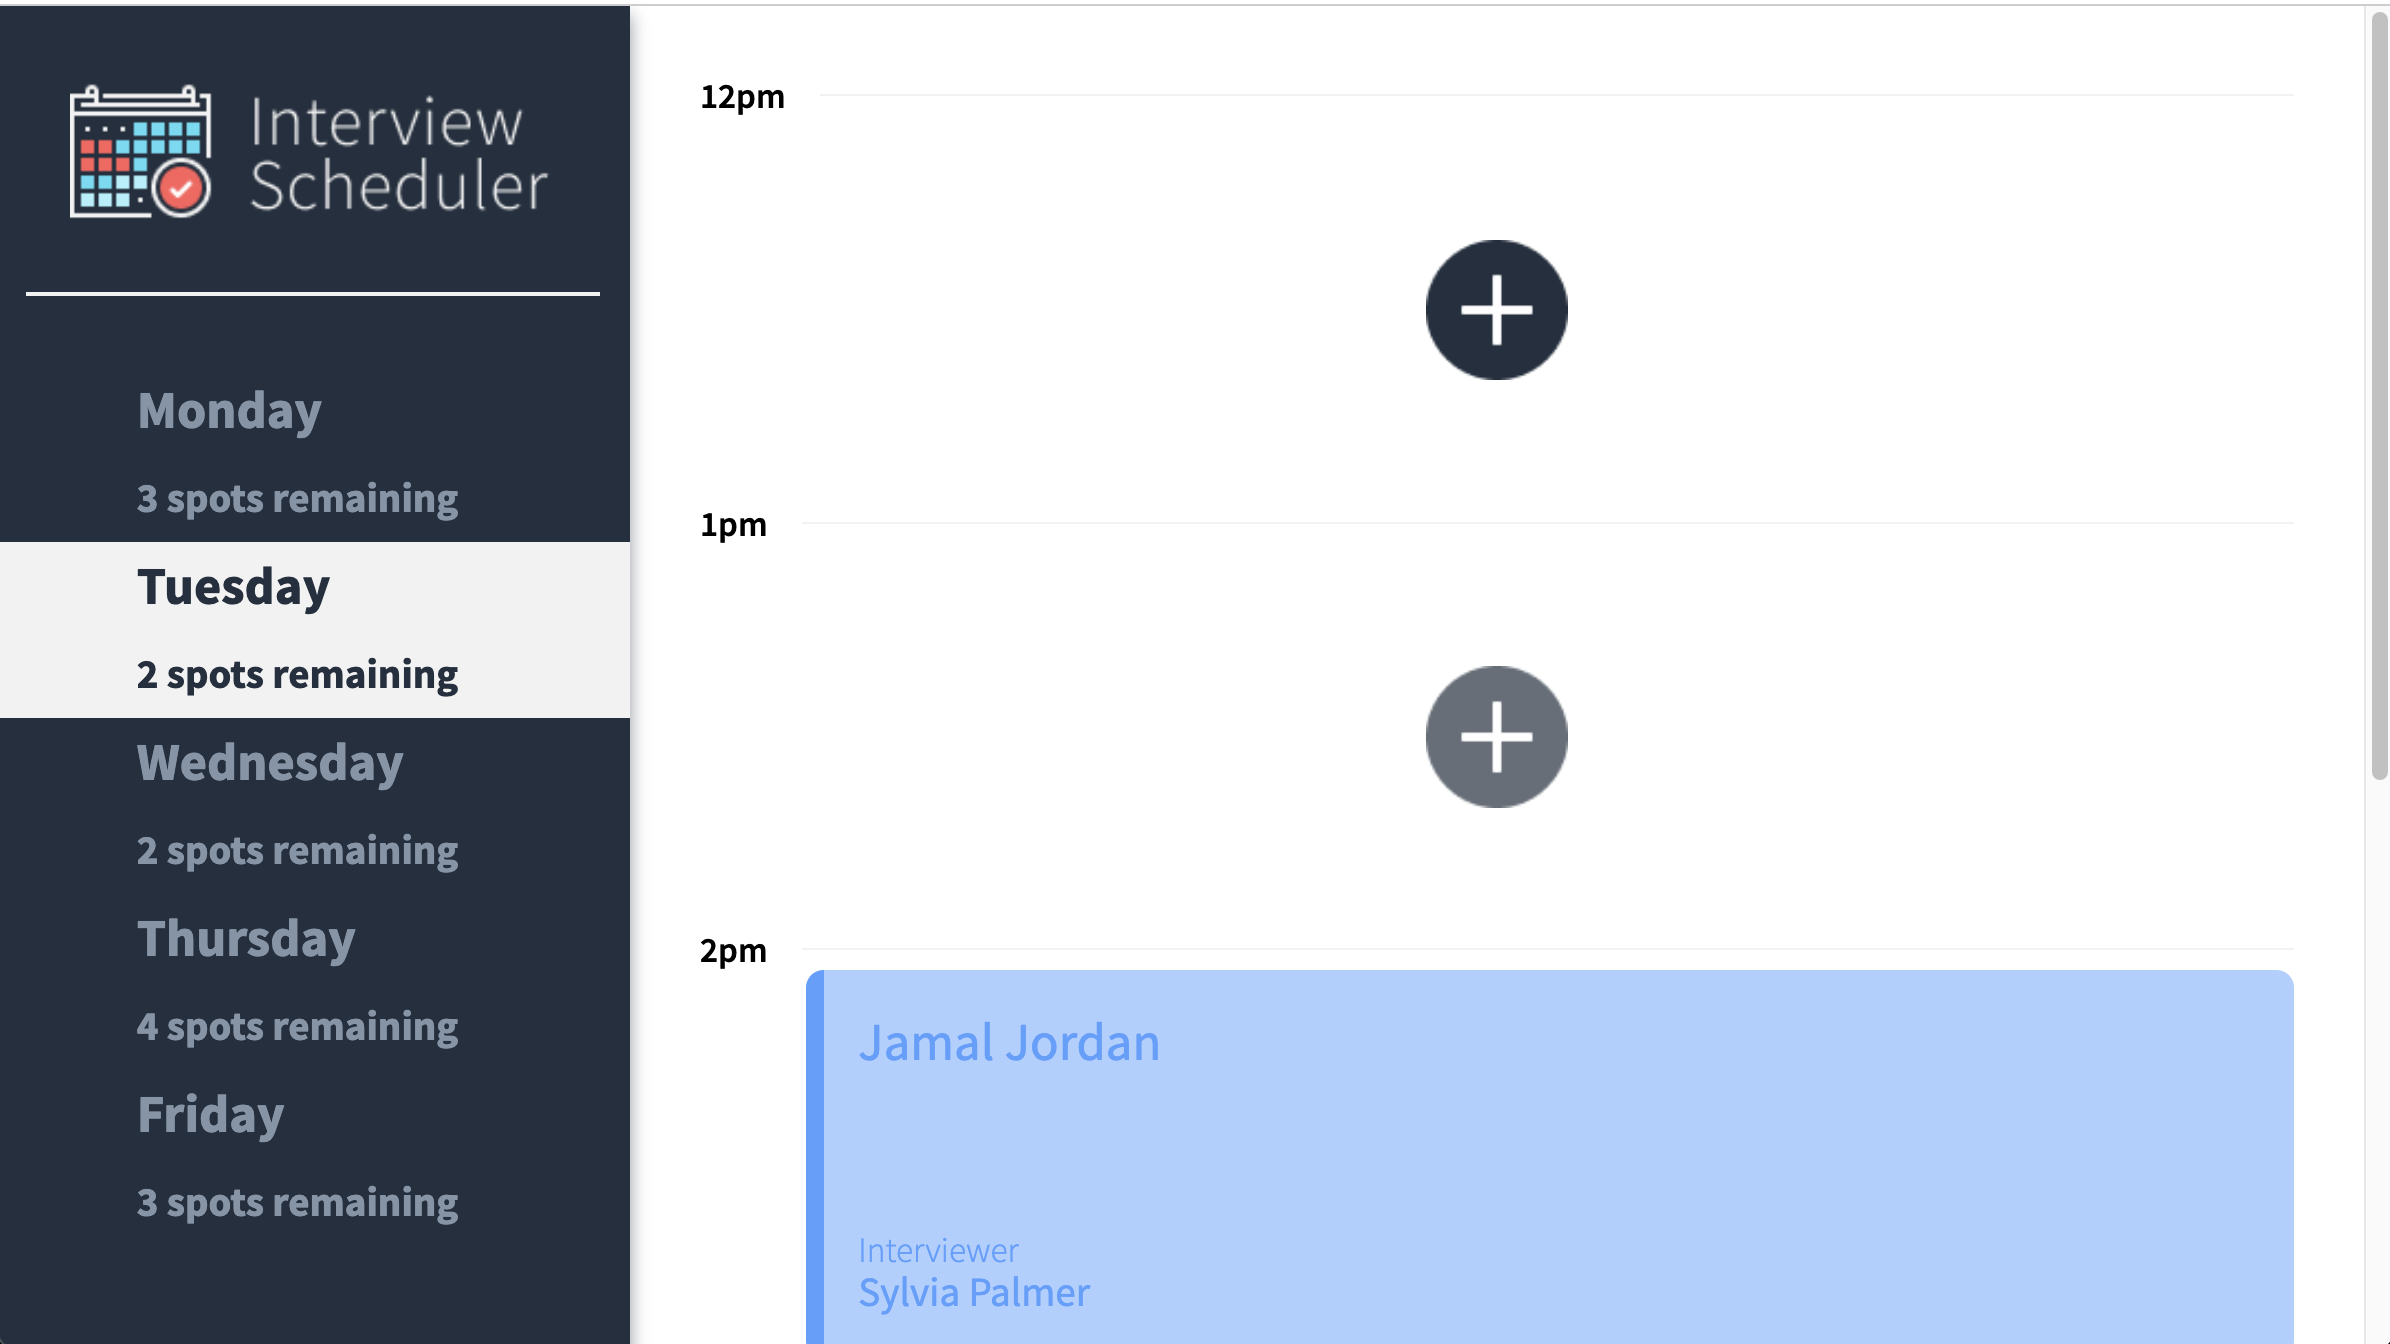 Interview
Scheduler
Monday
3 spots remaining
Tuesday
2 spots remaining
Wednesday
2 spots remaining
Thursday
4 spots remaining
Friday
3 spots remaining
12pm
1pm
2pm
Jamal Jordan
Interviewer
Sylvia Palmer